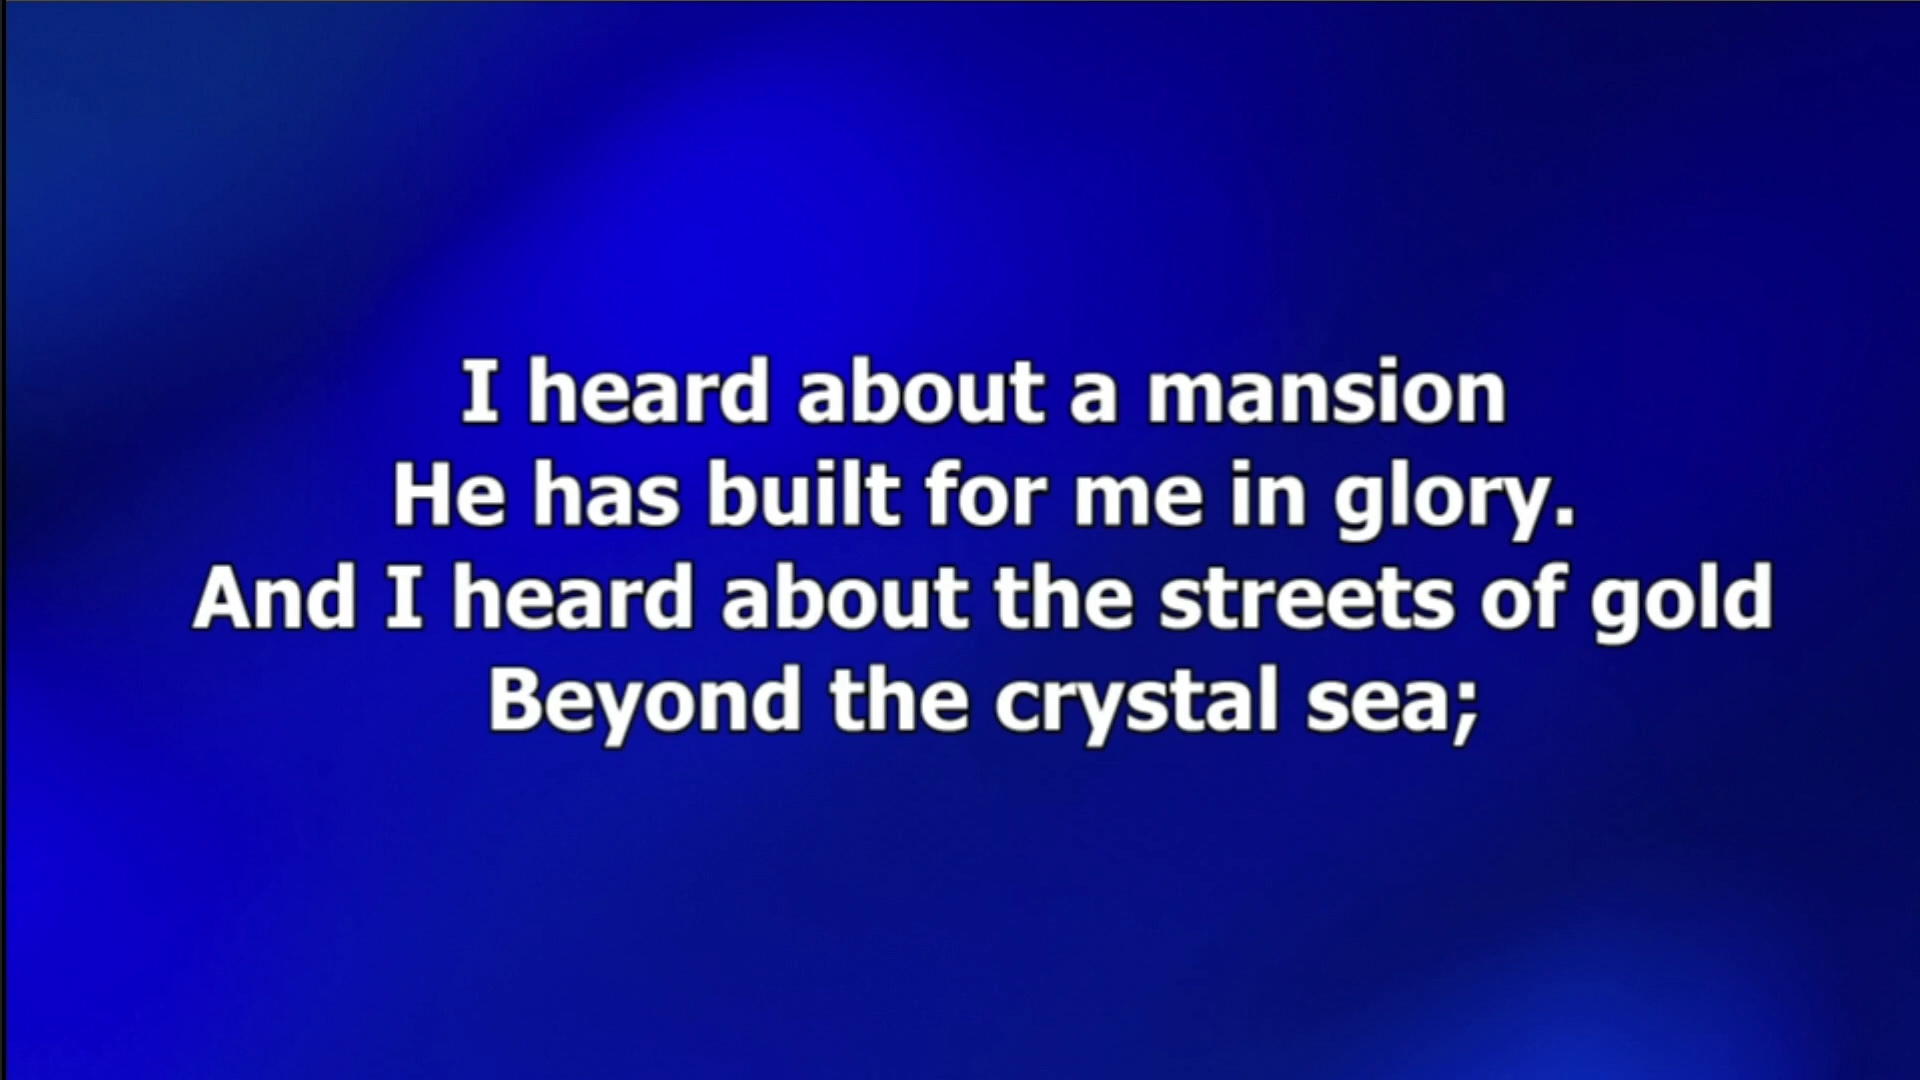 I heard about a mansion
He has built for me in glory.
And I heard about the streets of gold
Beyond the crystal sea;